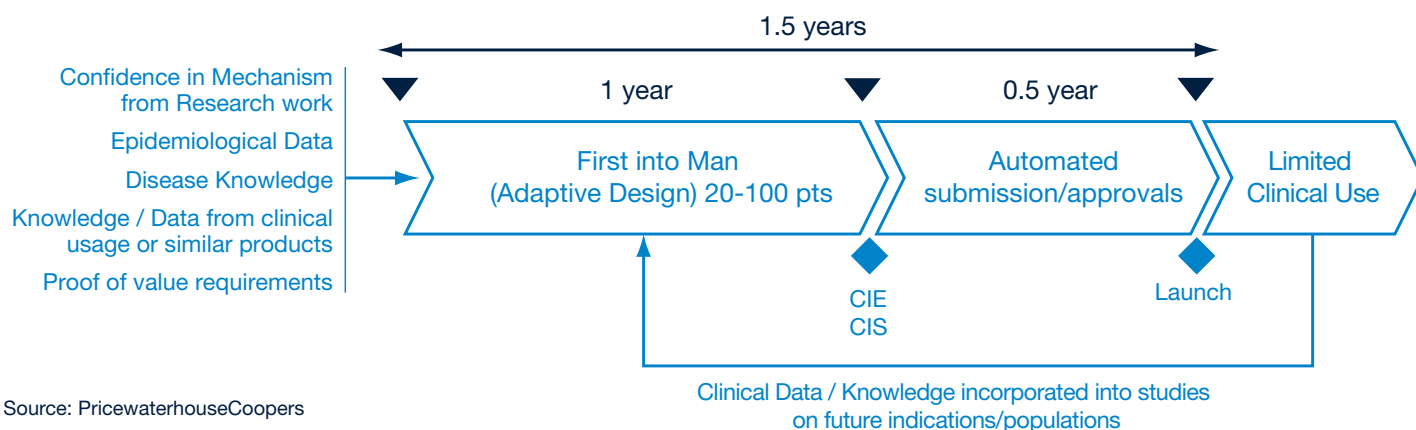 1.5 years
1 year
0.5 year
Confidence in Mechanism
from Research work
Epidemiological Data
Disease Knowledge
Knowledge / Data from clinical
usage or similar products
Proof of value requirements
First into Man
(Adaptive Design) 20-100 pts
Automated
submission/approvals
Limited
Clinical Use
CIE
CIS
Launch
Clinical Data / Knowledge incorporated into studies
on future indications/populations
Source: PricewaterhouseCoopers